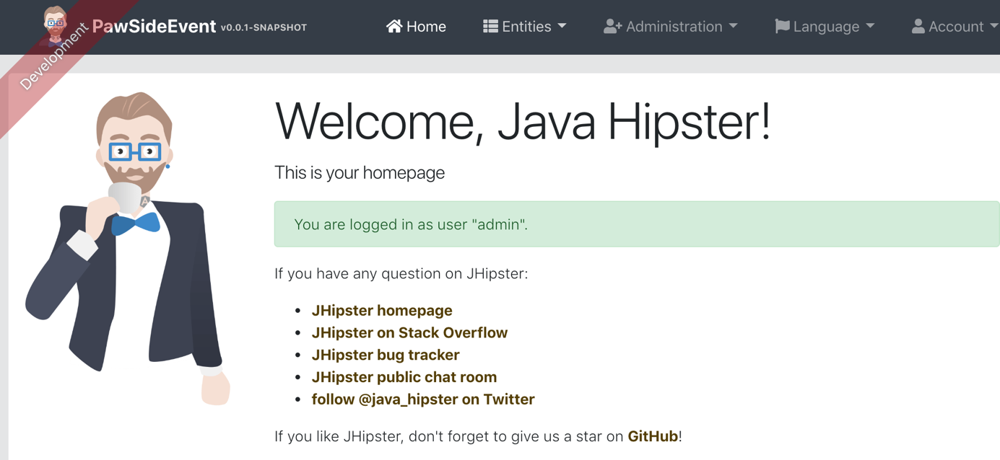 PawSideEvent v0.0.1-SNAPSHOT Home Entities Administration Language Account
Development
Welcome, Java Hipster!
This is your homepage
You are logged in as user "admin".
If you have any question on JHipster:
• JHipster homepage
• JHipster on Stack Overflow
• JHipster bug tracker
• JHipster public chat room
• follow @java_hipster on Twitter
If you like JHipster, don't forget to give us a star on GitHub!